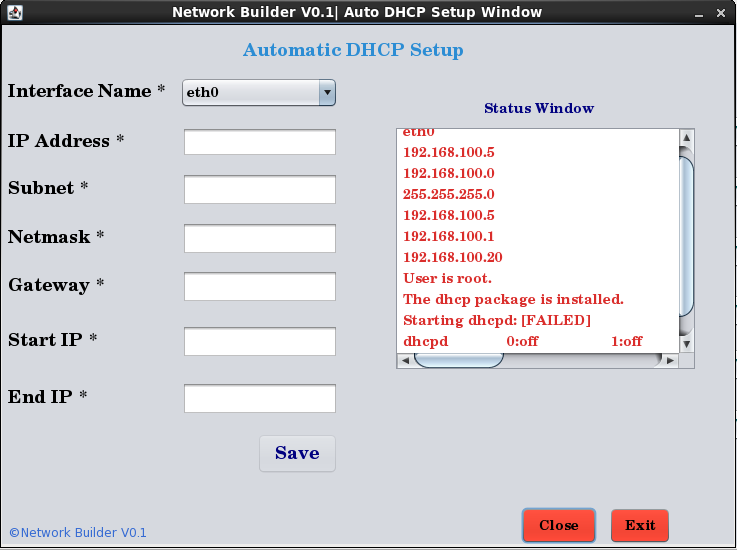 Network Builder V0.1| Auto DHCP Setup Window
Automatic DHCP Setup
Interface Name *
eth0
IP Address *
Subnet *
Netmask *
Gateway *
Start IP *
End IP *
Save
Status Window
eth0
192.168.100.5
192.168.100.0
255.255.255.0
192.168.100.5
192.168.100.1
192.168.100.20
User is root.
The dhcp package is installed.
Starting dhcpd: [FAILED]
dhcpd 0:off 1:off
Close
Exit
©Network Builder V0.1